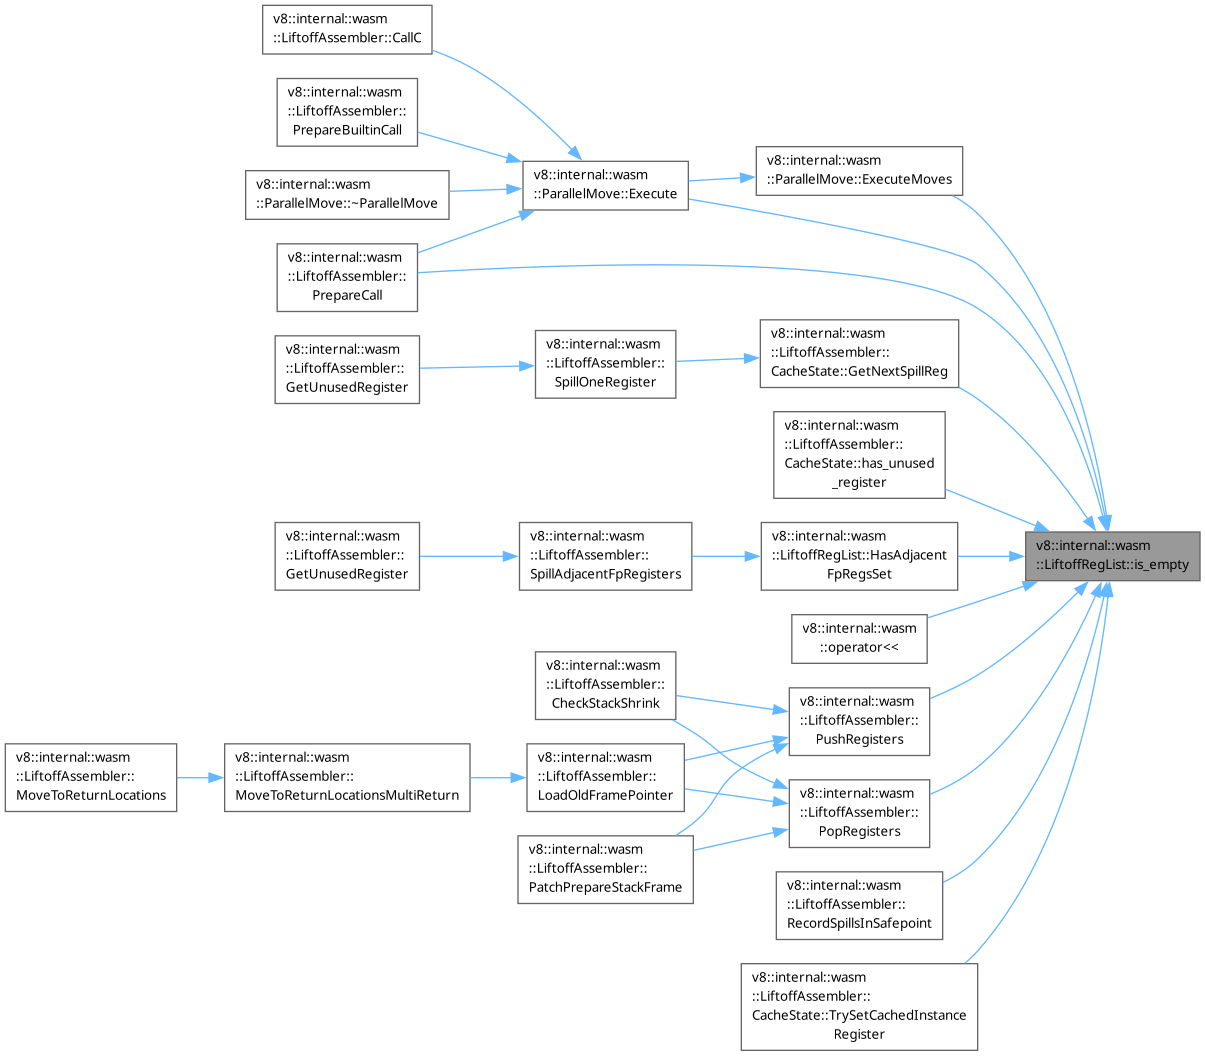 v8::internal::wasm
::LiftoffAssembler::CallC
v8::internal::wasm
::LiftoffAssembler::
PrepareBuiltinCall
v8::internal::wasm
::ParallelMove::~ParallelMove
v8::internal::wasm
::LiftoffAssembler::
PrepareCall
v8::internal::wasm
::ParallelMove::Execute
v8::internal::wasm
::ParallelMove::ExecuteMoves
v8::internal::wasm
::LiftoffAssembler::
GetUnusedRegister
v8::internal::wasm
::LiftoffAssembler::
SpillOneRegister
v8::internal::wasm
::LiftoffAssembler::
CacheState::GetNextSpillReg
v8::internal::wasm
::LiftoffAssembler::
CacheState::has_unused
_register
v8::internal::wasm
::LiftoffAssembler::
GetUnusedRegister
v8::internal::wasm
::LiftoffAssembler::
SpillAdjacentFpRegisters
v8::internal::wasm
::LiftoffRegList::HasAdjacent
FpRegsSet
v8::internal::wasm
::LiftoffRegList::is_empty
v8::internal::wasm
::operator<<
v8::internal::wasm
::LiftoffAssembler::
CheckStackShrink
v8::internal::wasm
::LiftoffAssembler::
PushRegisters
v8::internal::wasm
::LiftoffAssembler::
MoveToReturnLocations
v8::internal::wasm
::LiftoffAssembler::
MoveToReturnLocationsMultiReturn
v8::internal::wasm
::LiftoffAssembler::
LoadOldFramePointer
v8::internal::wasm
::LiftoffAssembler::
PopRegisters
v8::internal::wasm
::LiftoffAssembler::
PatchPrepareStackFrame
v8::internal::wasm
::LiftoffAssembler::
RecordSpillsInSafepoint
v8::internal::wasm
::LiftoffAssembler::
CacheState::TrySetCachedInstance
Register